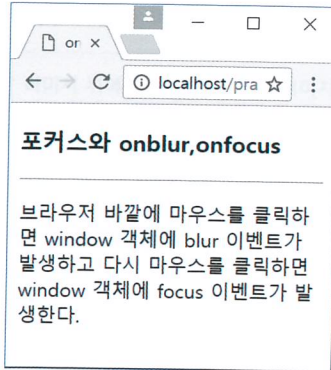 on
localhost/pra
포커스와 onblur,onfocus
브라우저 바깥에 마우스를 클릭하
면 window 객체에 blur 이벤트가
발생하고 다시 마우스를 클릭하면
window 객체에 focus 이벤트가 발
생한다.